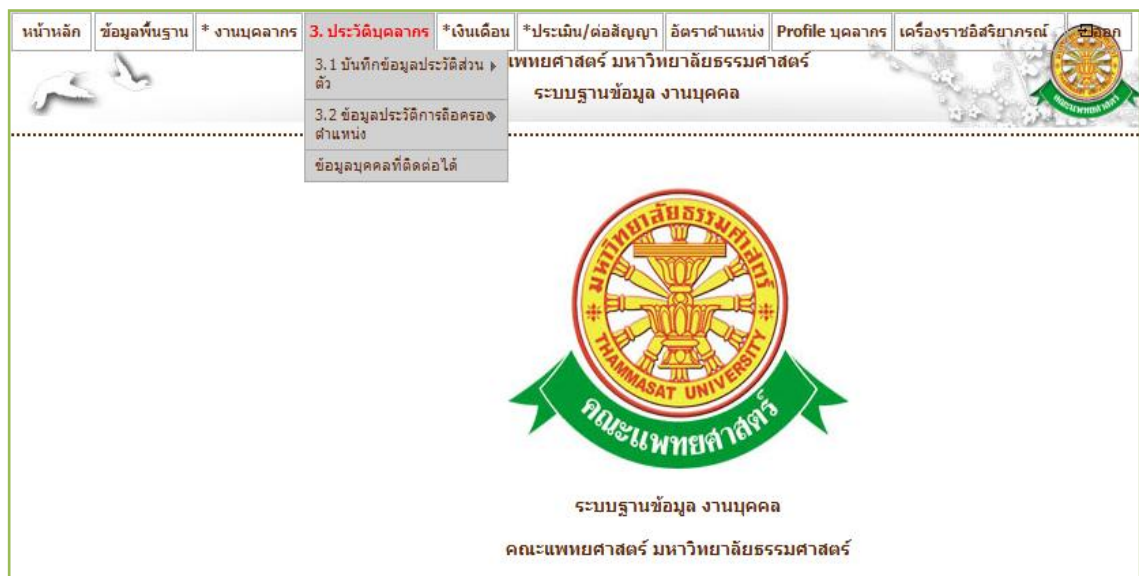 หน้าหลัก ข้อมูลพื้นฐาน * งานบุคลากร 3. ประวัติบุคลากร *เงินเดือน *ประเมิน/ต่อสัญญา อัตราตำแหน่ง Profile บุคลากร เครื่องราชอิสริยาภรณ์ ออก
แพทยศาสตร์ มหาวิทยาลัยธรรมศาสตร์
ระบบฐานข้อมูล งานบุคคล
3.1 บันทึกข้อมูลประวัติส่วน
ตัว
3.2 ข้อมูลประวัติการถือครอง
ตำแหน่ง
ข้อมูลบุคคลที่ติดต่อได้
คณะแพทยศาสตร์
มหาวิทยาลัยธรรมศาสตร์
THAMMASAT UNIVERSITY
คณะแพทยศาสตร์
ระบบฐานข้อมูล งานบุคคล
คณะแพทยศาสตร์ มหาวิทยาลัยธรรมศาสตร์